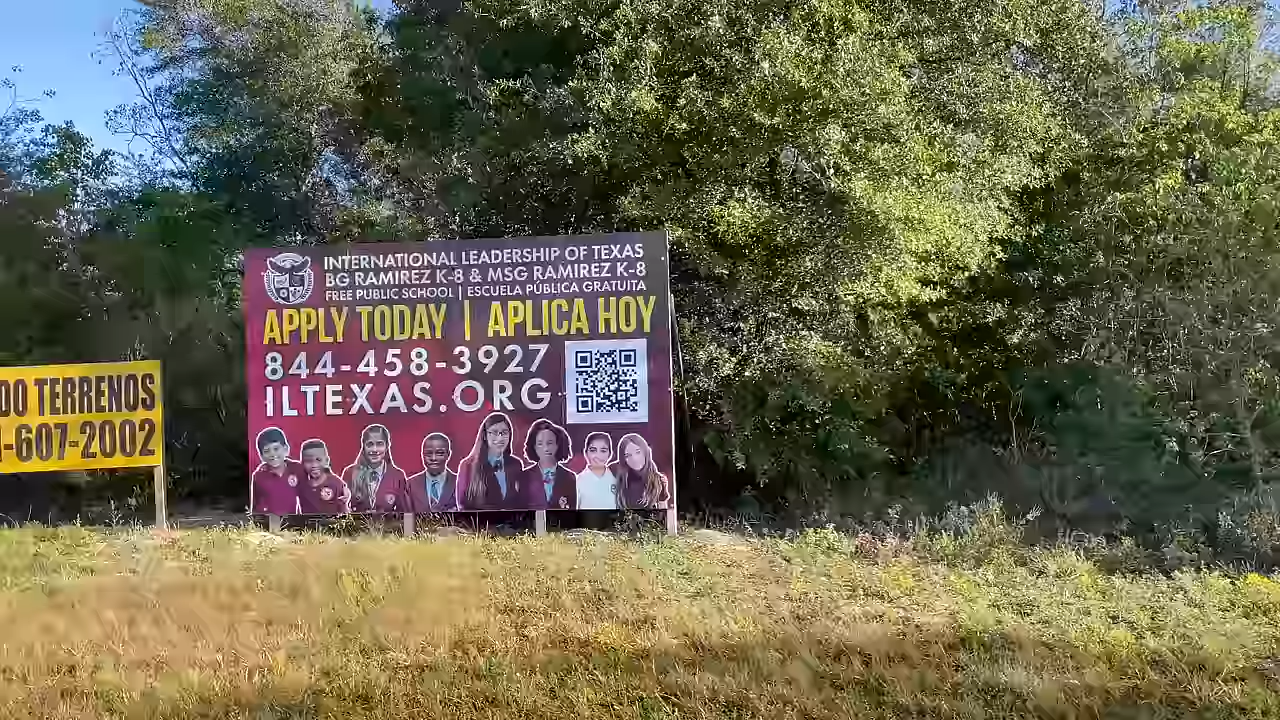 INTERNATIONAL LEADERSHIP OF TEXAS
BG RAMIREZ K-8 & MSG RAMIREZ K-8
FREE PUBLIC SCHOOL | ESCUELA PÚBLICA GRATUITA
APPLY TODAY | APLICA HOY
844-458-3927
ILTEXAS.ORG
DO TERRENOS
-607-2002